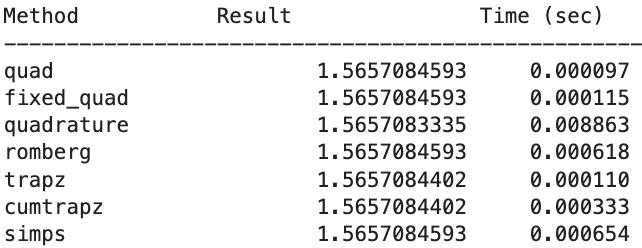 Method Result Time (sec)
----------------------------------------------------
quad 1.5657084593 0.000097
fixed_quad 1.5657084593 0.000115
quadrature 1.5657083335 0.008863
romberg 1.5657084593 0.000618
trapz 1.5657084402 0.000110
cumtrapz 1.5657084402 0.000333
simps 1.5657084593 0.000654